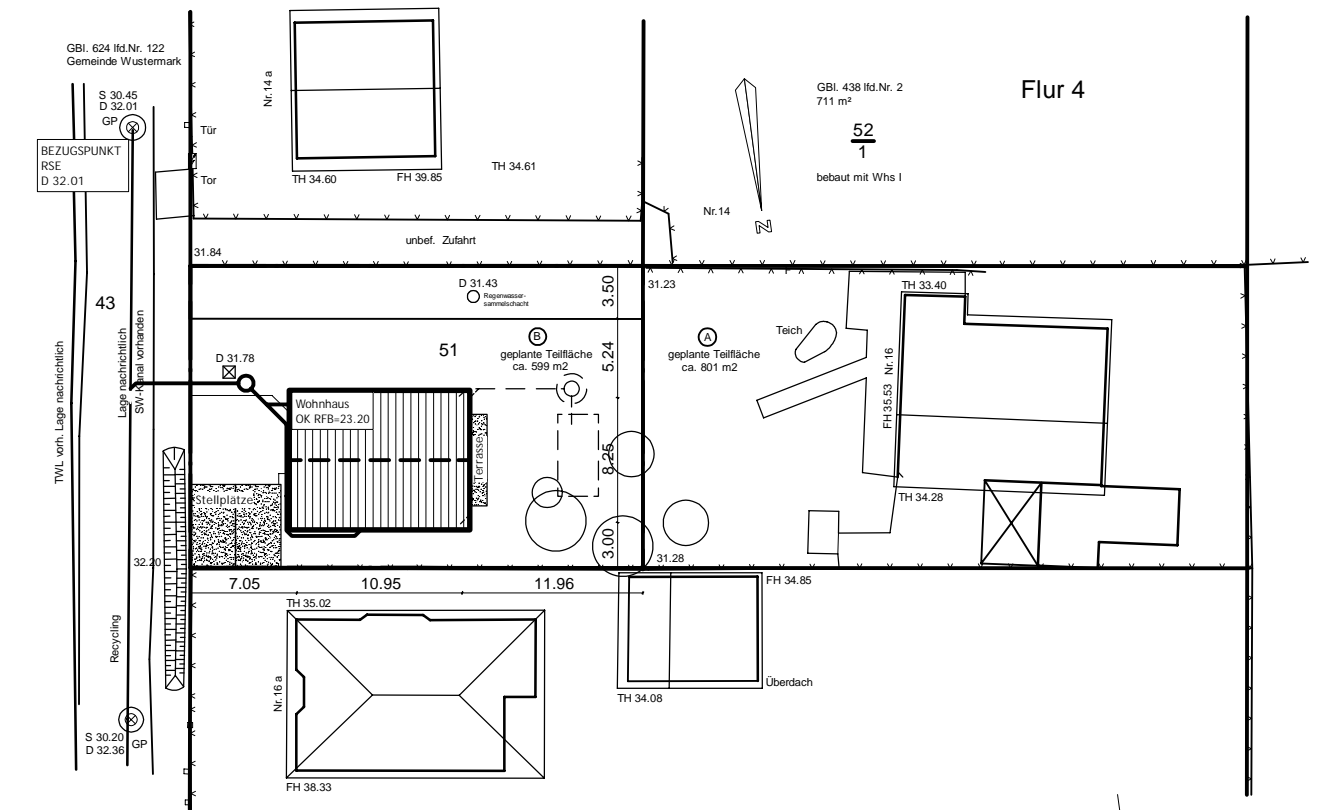 GBl. 624 lfd.Nr. 122
Gemeinde Wustermark
S 30.45
D 32.01
GP
BEZUGSPUNKT
RSE
D 32.01
Tür
Tor
Nr.14 a
TH 34.60
FH 39.85
TH 34.61
GBl. 438 lfd.Nr. 2
711 m²
52
1
bebaut mit Whs I
Flur 4
Nr.14
N
unbef. Zufahrt
31.84
43
D 31.43
Regenwasser-
sammelschacht
3.50
31.23
TH 33.40
Teich
51
B
geplante Teilfläche
ca. 599 m2
5.24
A
geplante Teilfläche
ca. 801 m2
Nr.16
FH 35.53
D 31.78
Lage nachrichtlich
SW-Kanal vorhanden
TWL vorh. Lage nachrichtlich
Wohnhaus
OK RFB=23.20
Terrasse
8.25
Stellplätze
TH 34.28
3.00
31.28
32.20
7.05
10.95
11.96
FH 34.85
TH 35.02
Recycling
Nr.16 a
Überdach
TH 34.08
S 30.20
D 32.36
GP
FH 38.33